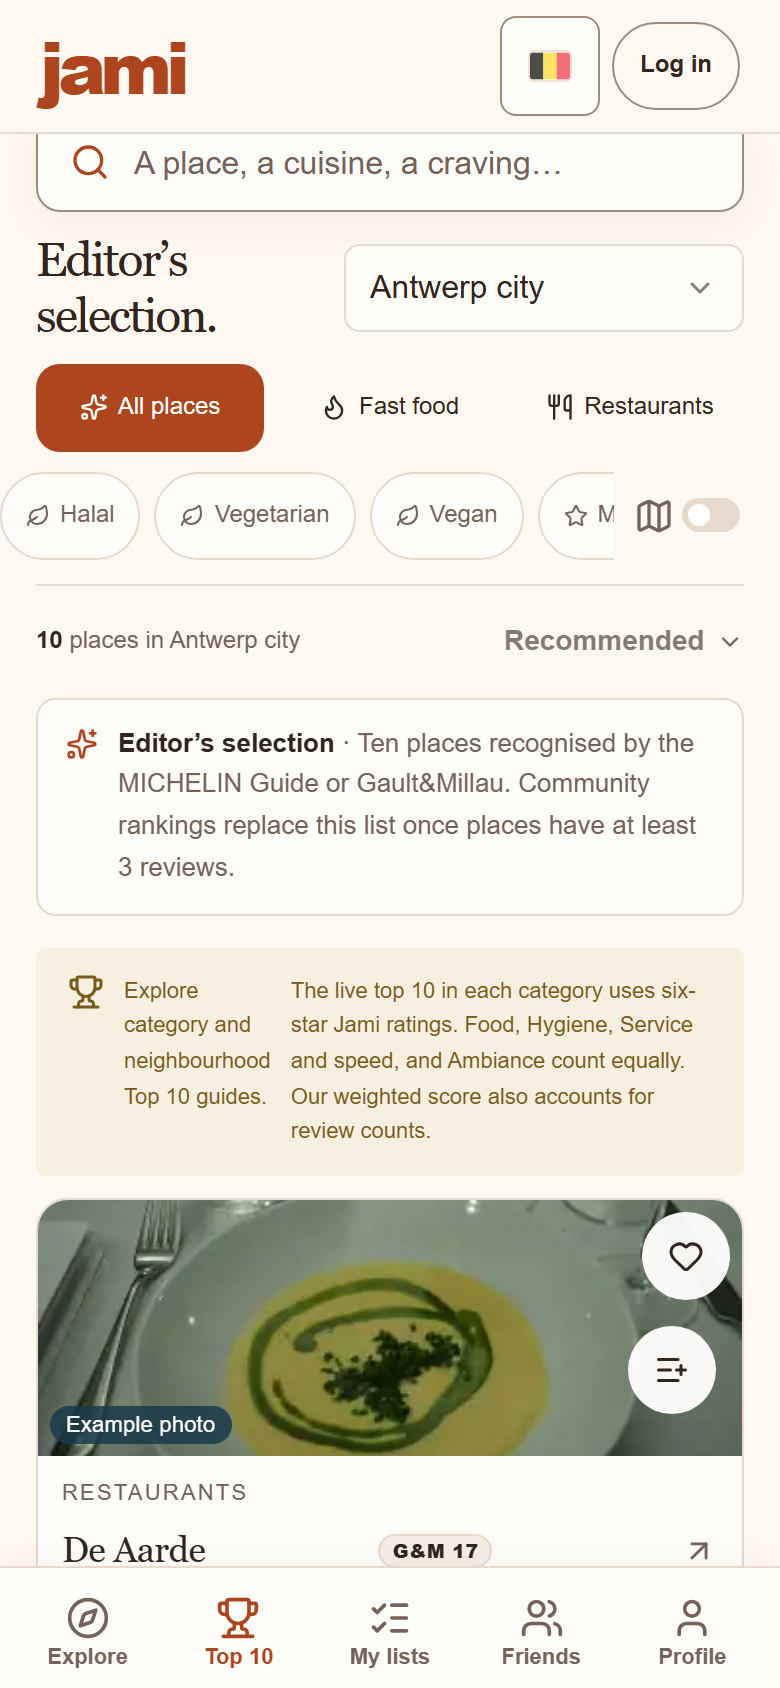 jami
Log in
A place, a cuisine, a craving…
Editor’s
selection.
Antwerp city
All places
Fast food
Restaurants
Halal
Vegetarian
Vegan
M
10 places in Antwerp city
Recommended
Editor’s selection · Ten places recognised by the
MICHELIN Guide or Gault&Millau. Community
rankings replace this list once places have at least
3 reviews.
Explore
category and
neighbourhood
Top 10 guides.
The live top 10 in each category uses six-
star Jami ratings. Food, Hygiene, Service
and speed, and Ambiance count equally.
Our weighted score also accounts for
review counts.
Example photo
RESTAURANTS
De Aarde
G&M 17
Explore
Top 10
My lists
Friends
Profile